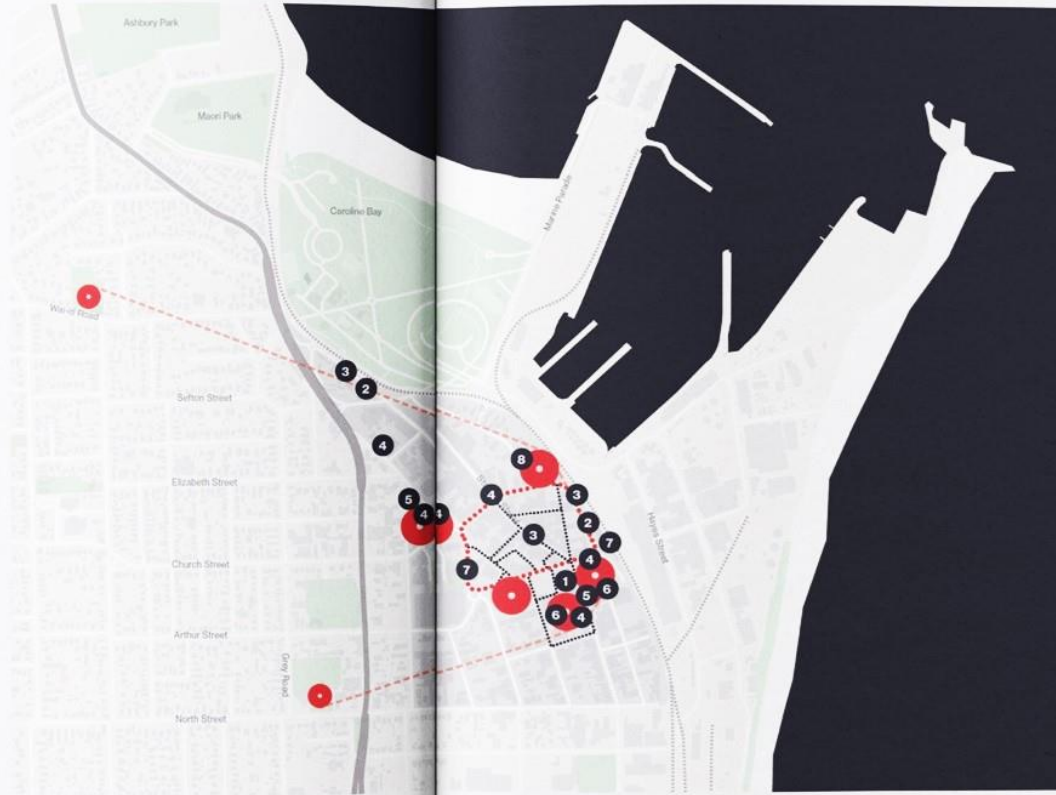 Ashbury Park
Maori Park
Marine Parade
Caroline Bay
Wai-iti Road
3
2
Sefton Street
4
8
Elizabeth Street
4
3
5
4
4
2
3
7
Hayes Street
4
Church Street
7
1
6
5
6
4
Arthur Street
Grey Road
North Street